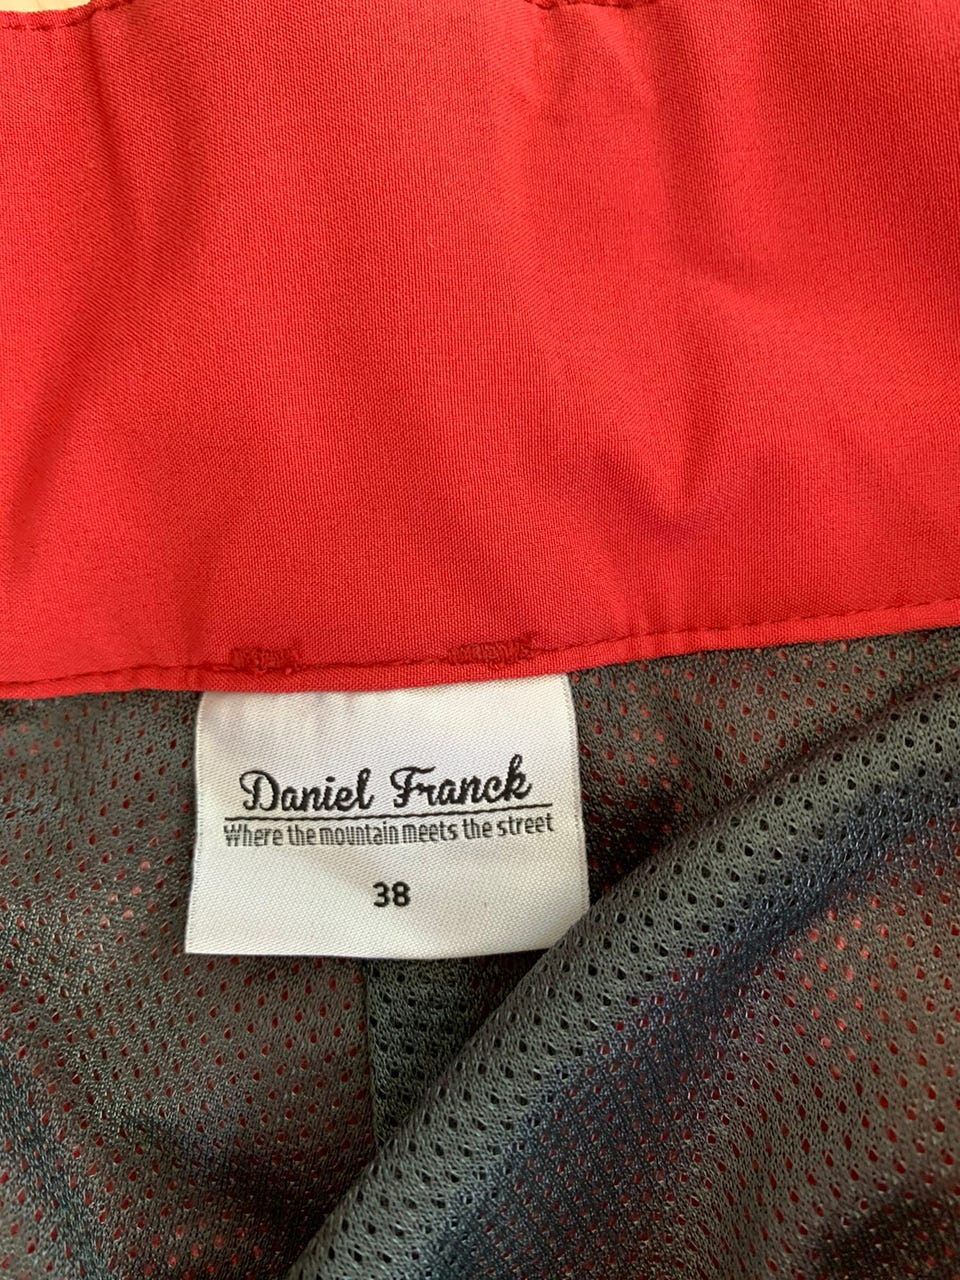 Daniel Franck
Where the mountain meets the street
38